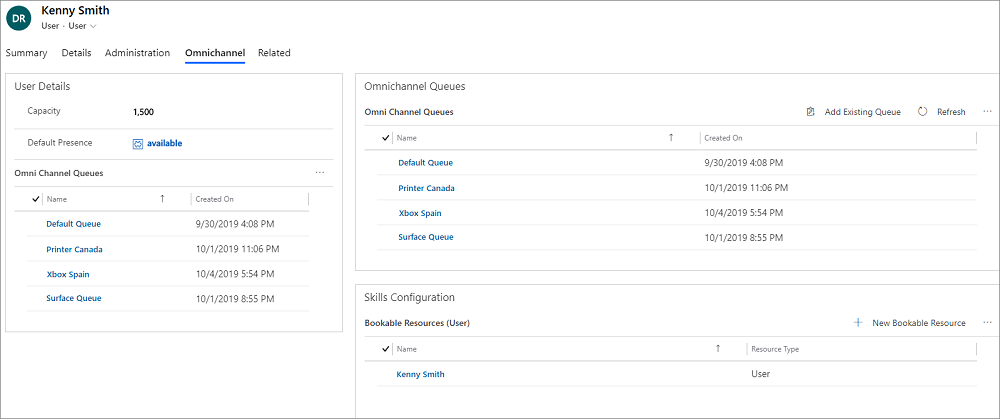 DR
Kenny Smith
User · User
Summary Details Administration Omnichannel Related
User Details
Capacity 1,500
Default Presence available
Omni Channel Queues ...
Name Created On
Default Queue 9/30/2019 4:08 PM
Printer Canada 10/1/2019 11:06 PM
Xbox Spain 10/4/2019 5:54 PM
Surface Queue 10/1/2019 8:55 PM
Omnichannel Queues
Omni Channel Queues Add Existing Queue Refresh ...
Name Created On
Default Queue 9/30/2019 4:08 PM
Printer Canada 10/1/2019 11:06 PM
Xbox Spain 10/4/2019 5:54 PM
Surface Queue 10/1/2019 8:55 PM
Skills Configuration
Bookable Resources (User) New Bookable Resource ...
Name Resource Type
Kenny Smith User